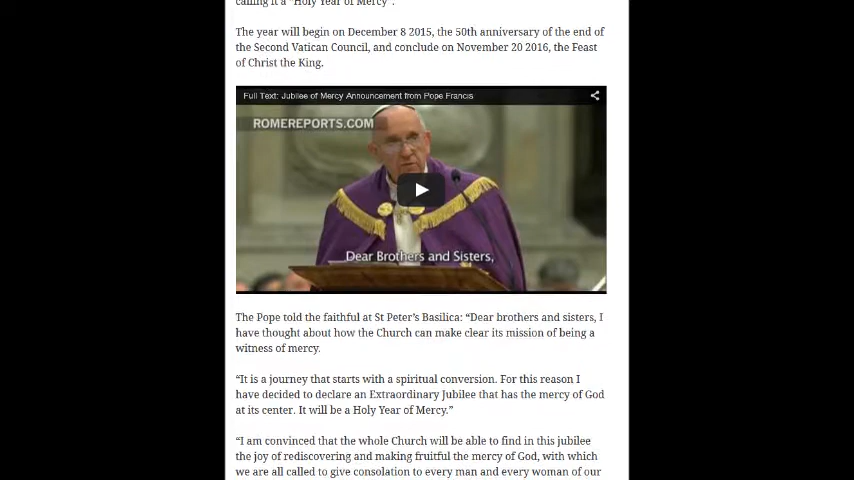 calling it a "Holy Year of Mercy".
The year will begin on December 8 2015, the 50th anniversary of the end of
the Second Vatican Council, and conclude on November 20 2016, the Feast
of Christ the King.
Full Text: Jubilee of Mercy Announcement from Pope Francis
ROMEREPORTS.COM
Dear Brothers and Sisters,
The Pope told the faithful at St Peter’s Basilica: “Dear brothers and sisters, I
have thought about how the Church can make clear its mission of being a
witness of mercy.
“It is a journey that starts with a spiritual conversion. For this reason I
have decided to declare an Extraordinary Jubilee that has the mercy of God
at its center. It will be a Holy Year of Mercy.”
“I am convinced that the whole Church will be able to find in this jubilee
the joy of rediscovering and making fruitful the mercy of God, with which
we are all called to give consolation to every man and every woman of our